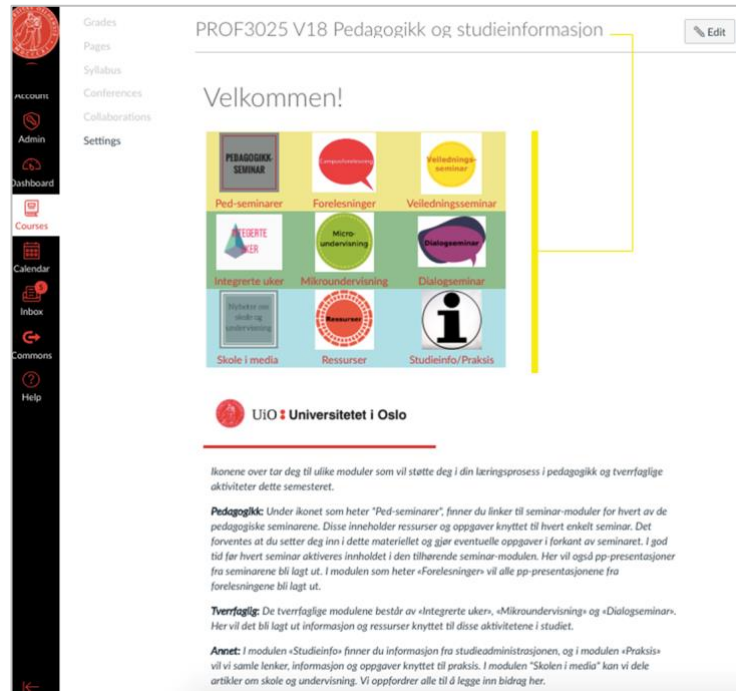 Grades
Pages
Syllabus
Conferences
Collaborations
Settings
Account
Admin
Dashboard
Courses
Calendar
Inbox
Commons
Help
PROF3025 V18 Pedagogikk og studieinformasjon
Edit
Velkommen!
PEDAGOGIKK-
SEMINAR
Veilednings-
seminar
Ped-seminarer Forelesninger Veiledningsseminar
Micro-
undervisning
Dialogseminar
Integrerte uker Mikroundervisning Dialogseminar
Nyheter om
skole og
undervisning
Ressurser
i
Skole i media Ressurser Studieinfo/Praksis
UiO : Universitetet i Oslo
Ikonene over tar deg til ulike moduler som vil støtte deg i din læringsprosess i pedagogikk og tverrfaglige
aktiviteter dette semesteret.
Pedagogikk: Under ikonet som heter "Ped-seminarer", finner du linker til seminar-moduler for hvert av de
pedagogiske seminarene. Disse inneholder ressurser og oppgaver knyttet til hvert enkelt seminar. Det
forventes at du setter deg inn i dette materiellet og gjør eventuelle oppgaver i forkant av seminaret. I god
tid før hvert seminar aktiveres innholdet i den tilhørende seminar-modulen. Her vil også pp-presentasjoner
fra seminarene bli lagt ut. I modulen som heter «Forelesninger» vil alle pp-presentasjonene fra
forelesningene bli lagt ut.
Tverrfaglig: De tverrfaglige modulene består av «Integrerte uker», «Mikroundervisning» og «Dialogseminar».
Her vil det bli lagt ut informasjon og ressurser knyttet til disse aktivitetene i studiet.
Annet: I modulen «Studieinfo» finner du informasjon fra studieadministrasjonen, og i modulen «Praksis»
vil vi samle lenker, informasjon og oppgaver knyttet til praksis. I modulen "Skolen i media" kan vi dele
artikler om skole og undervisning. Vi oppfordrer alle til å legge inn bidrag her.